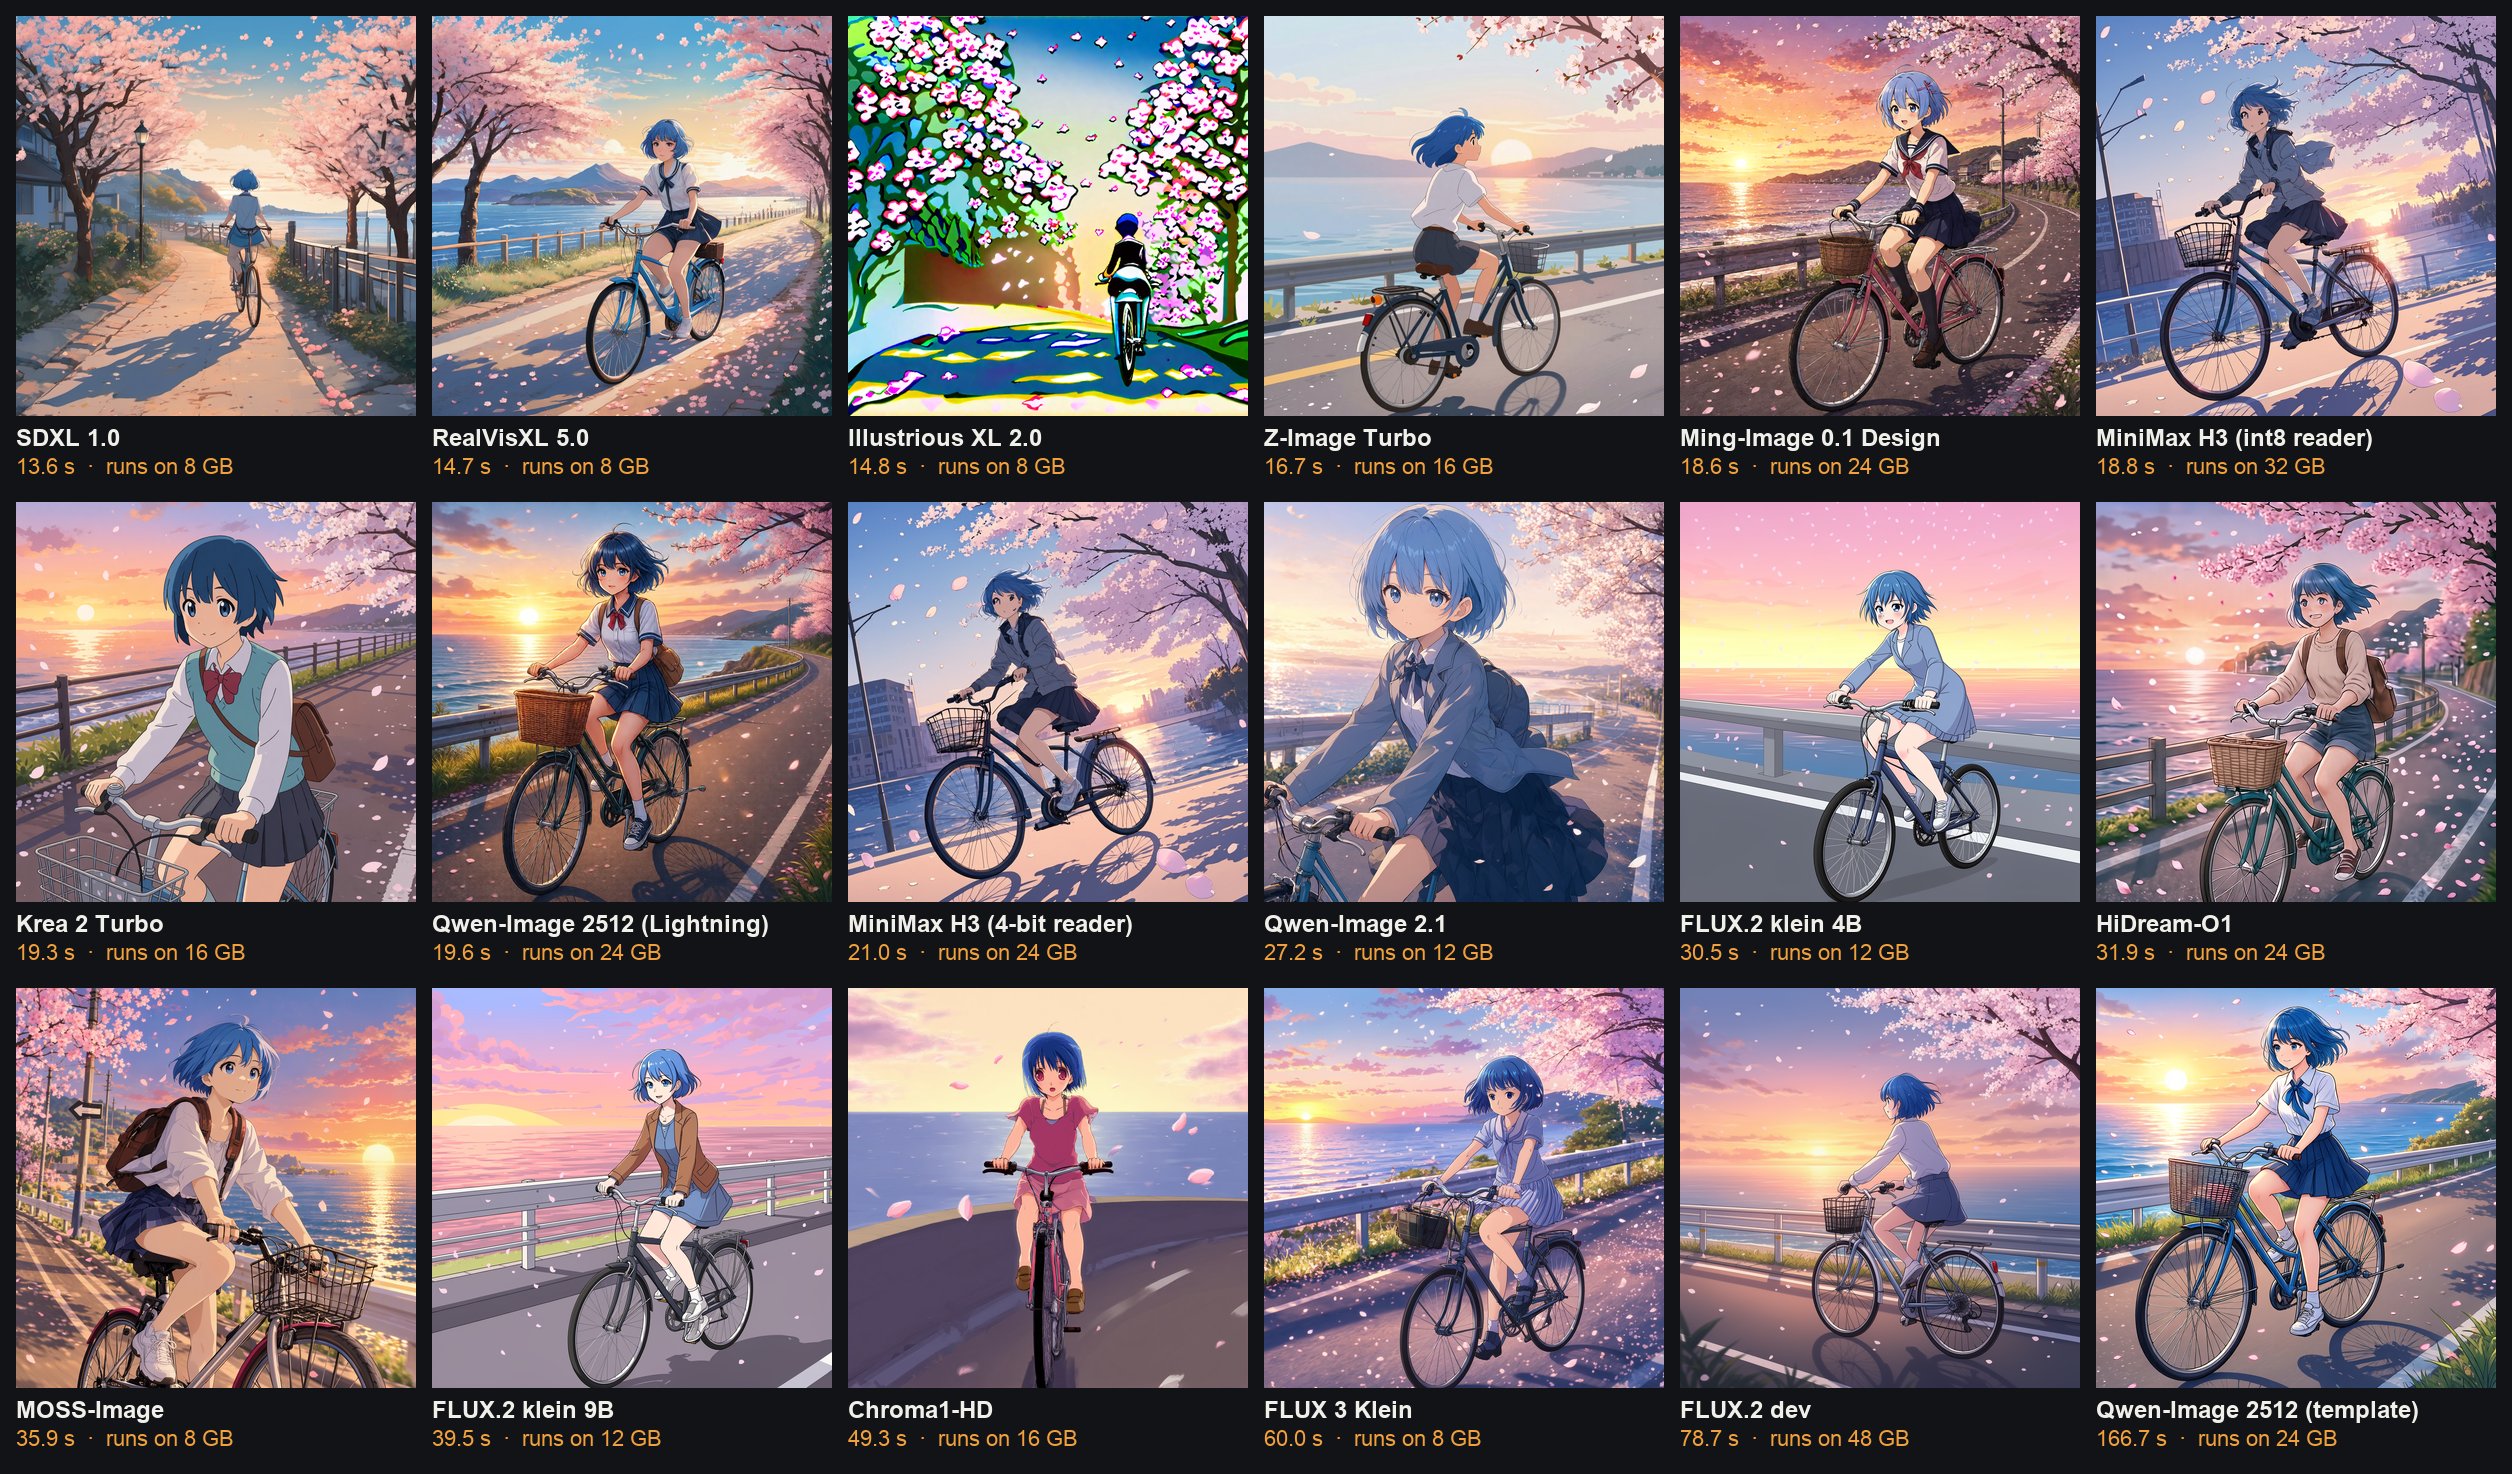 SDXL 1.0
13.6 s · runs on 8 GB
RealVisXL 5.0
14.7 s · runs on 8 GB
Illustrious XL 2.0
14.8 s · runs on 8 GB
Z-Image Turbo
16.7 s · runs on 16 GB
Ming-Image 0.1 Design
18.6 s · runs on 24 GB
MiniMax H3 (int8 reader)
18.8 s · runs on 32 GB
Krea 2 Turbo
19.3 s · runs on 16 GB
Qwen-Image 2512 (Lightning)
19.6 s · runs on 24 GB
MiniMax H3 (4-bit reader)
21.0 s · runs on 24 GB
Qwen-Image 2.1
27.2 s · runs on 12 GB
FLUX.2 klein 4B
30.5 s · runs on 12 GB
HiDream-O1
31.9 s · runs on 24 GB
MOSS-Image
35.9 s · runs on 8 GB
FLUX.2 klein 9B
39.5 s · runs on 12 GB
Chroma1-HD
49.3 s · runs on 16 GB
FLUX 3 Klein
60.0 s · runs on 8 GB
FLUX.2 dev
78.7 s · runs on 48 GB
Qwen-Image 2512 (template)
166.7 s · runs on 24 GB